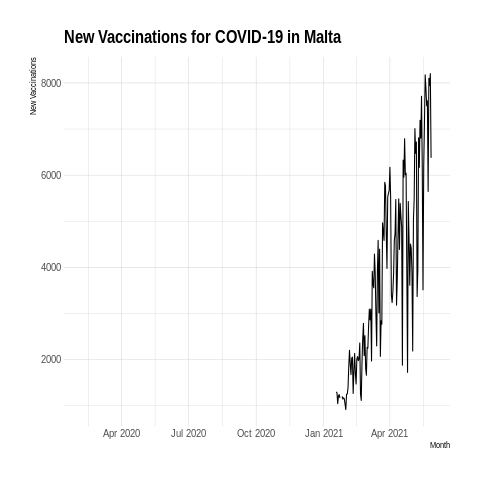 New Vaccinations for COVID-19 in Malta
New Vaccinations
8000
6000
4000
2000
Apr 2020 Jul 2020 Oct 2020 Jan 2021 Apr 2021
Month